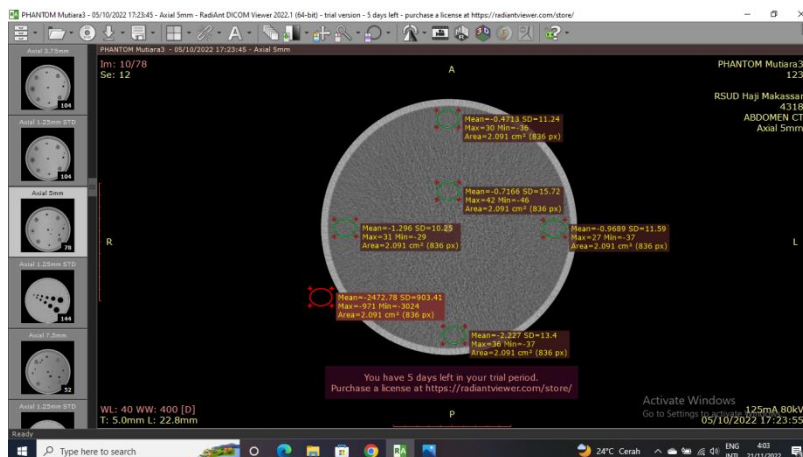 PHANTOM Mutiara3 - 05/10/2022 17:23:45 - Axial 5mm - RadiAnt DICOM Viewer 2022.1 (64-bit) - trial version - 5 days left - purchase a license at https://radiantviewer.com/store/
PHANTOM Mutiara3 - 05/10/2022 17:23:45 - Axial 5mm
Axial 3.75mm
104
Axial 1.25mm STD
104
Axial 5mm
78
Axial 1.25mm STD
144
Axial 7.5mm
52
Axial 1.25mm STD
Im: 10/78
Se: 12
A
PHANTOM Mutiara3
123
RSUD Haji Makassar
4318
ABDOMEN CT
Axial 5mm
Mean=-0.4713 SD=11.24
Max=30 Min=-36
Area=2.091 cm² (836 px)
Mean=-0.7166 SD=15.72
Max=42 Min=-46
Area=2.091 cm² (836 px)
Mean=-1.296 SD=10.25
Max=31 Min=-29
Area=2.091 cm² (836 px)
Mean=-0.9689 SD=11.59
Max=27 Min=-37
Area=2.091 cm² (836 px)
R
L
Mean=-2472.78 SD=903.41
Max=-971 Min=-3024
Area=2.091 cm² (836 px)
Mean=-2.227 SD=13.4
Max=36 Min=-37
Area=2.091 cm² (836 px)
You have 5 days left in your trial period.
Purchase a license at https://radiantviewer.com/store/
WL: 40 WW: 400 [D]
T: 5.0mm L: 22.8mm
P
Activate Windows
Go to Settings to activate
125mA 80kV
05/10/2022 17:23:55
Ready
Type here to search
24°C Cerah
ENG
INTL
4:03
21/11/2022